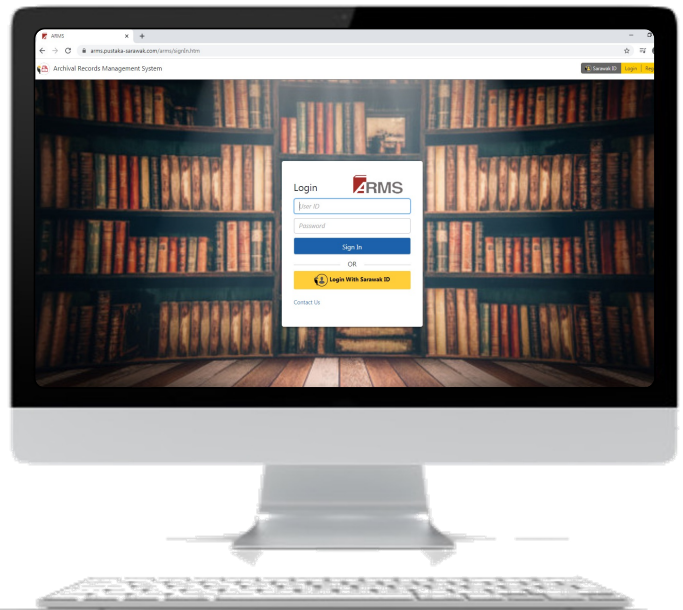 ARMS
arms.pustaka-sarawak.com/arms/signIn.htm
Archival Records Management System
Sarawak ID Login
Login
ARMS
User ID
Password
Sign In
OR
Login With Sarawak ID
Contact Us